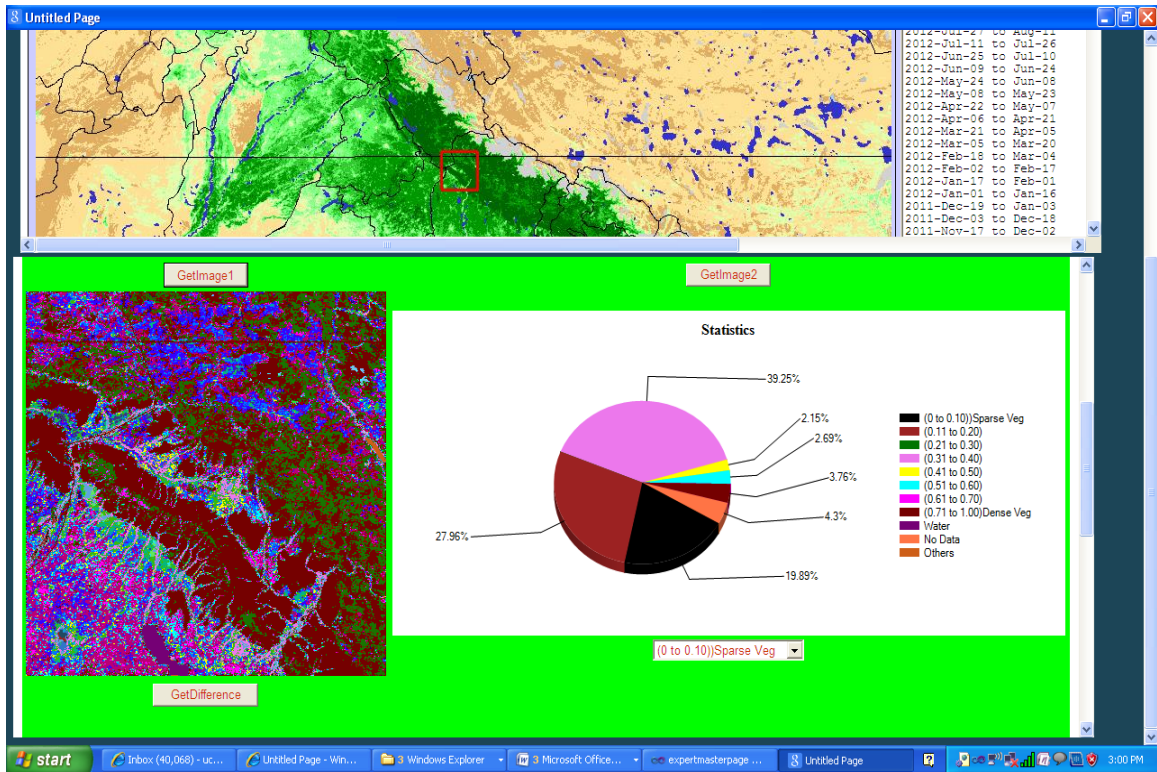 Untitled Page
2012-Jul-27 to Aug-11
2012-Jul-11 to Jul-26
2012-Jun-25 to Jul-10
2012-Jun-09 to Jun-24
2012-May-24 to Jun-08
2012-May-08 to May-23
2012-Apr-22 to May-07
2012-Apr-06 to Apr-21
2012-Mar-21 to Apr-05
2012-Mar-05 to Mar-20
2012-Feb-18 to Mar-04
2012-Feb-02 to Feb-17
2012-Jan-17 to Feb-01
2012-Jan-01 to Jan-16
2011-Dec-19 to Jan-03
2011-Dec-03 to Dec-18
2011-Nov-17 to Dec-02
GetImage1
GetImage2
Statistics
39.25%
2.15%
2.69%
3.76%
4.3%
19.89%
27.96%
(0 to 0.10))Sparse Veg
(0.11 to 0.20)
(0.21 to 0.30)
(0.31 to 0.40)
(0.41 to 0.50)
(0.51 to 0.60)
(0.61 to 0.70)
(0.71 to 1.00)Dense Veg
Water
No Data
Others
(0 to 0.10))Sparse Veg
GetDifference
start
Inbox (40,068) - uc...
Untitled Page - Win...
3 Windows Explorer
3 Microsoft Office...
expertmasterpage ...
Untitled Page
3:00 PM